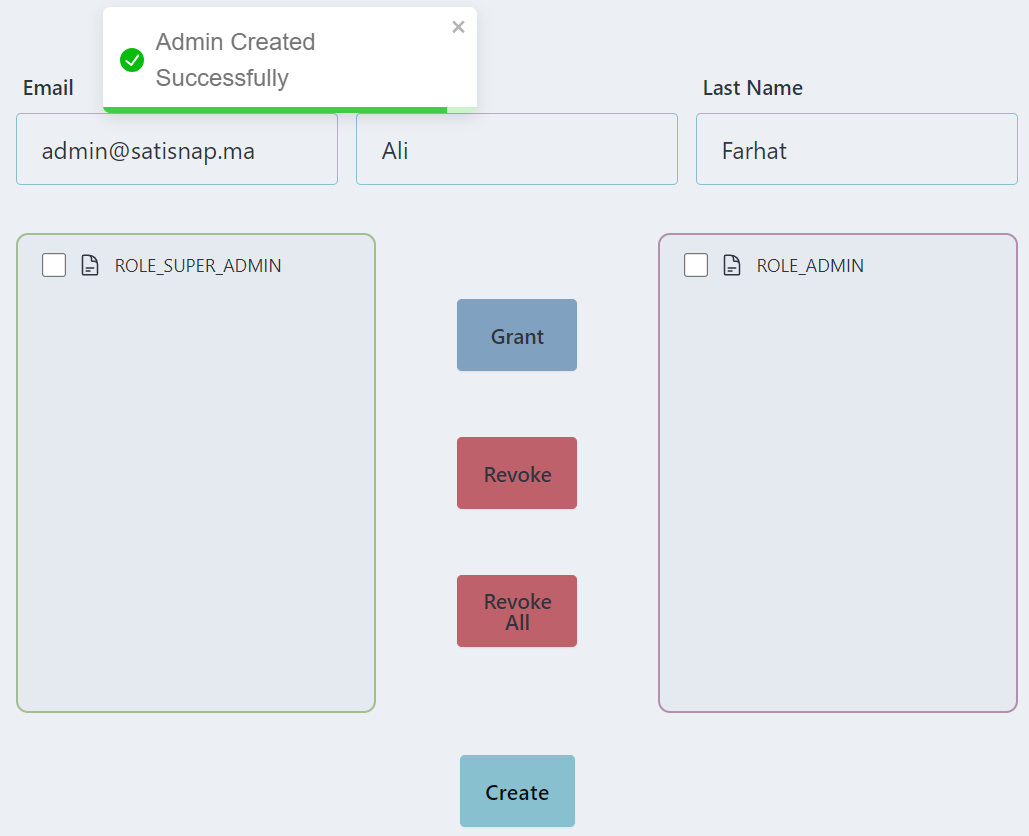 Admin Created
Successfully
Email
Last Name
admin@satisnap.ma
Ali
Farhat
ROLE_SUPER_ADMIN
ROLE_ADMIN
Grant
Revoke
Revoke
All
Create